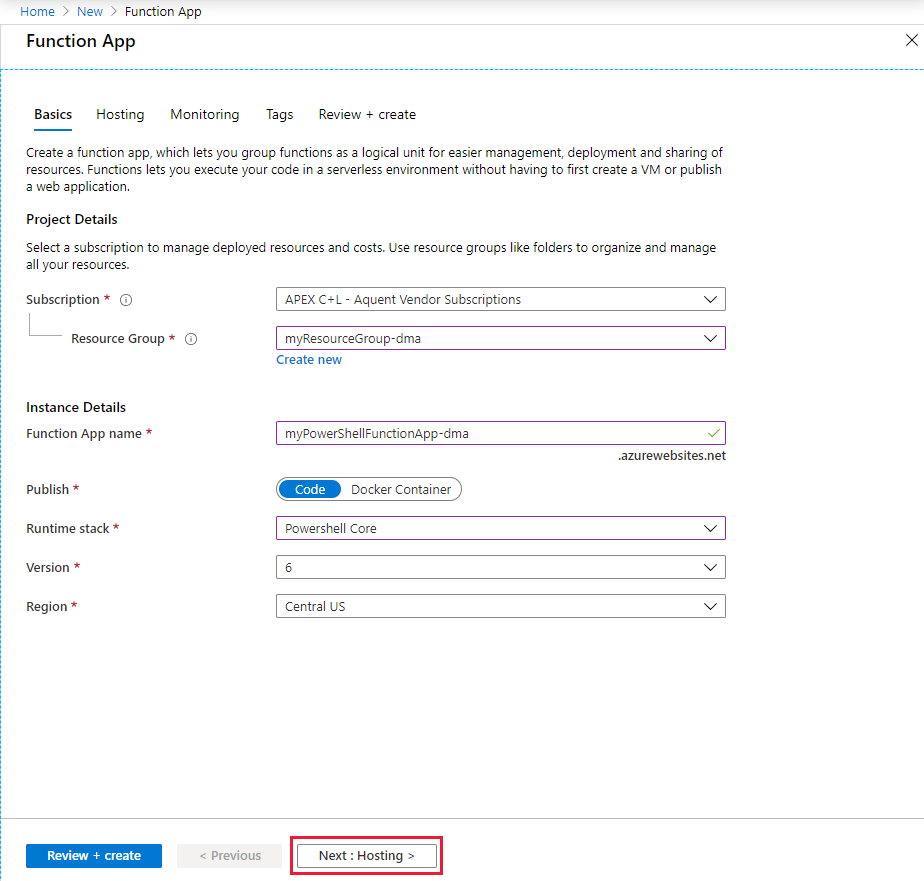 Home > New > Function App
Function App
Basics Hosting Monitoring Tags Review + create
Create a function app, which lets you group functions as a logical unit for easier management, deployment and sharing of
resources. Functions lets you execute your code in a serverless environment without having to first create a VM or publish
a web application.
Project Details
Select a subscription to manage deployed resources and costs. Use resource groups like folders to organize and manage
all your resources.
Subscription * APEX C+L - Aquent Vendor Subscriptions
Resource Group * myResourceGroup-dma
Create new
Instance Details
Function App name * myPowerShellFunctionApp-dma
.azurewebsites.net
Publish * Code Docker Container
Runtime stack * Powershell Core
Version * 6
Region * Central US
Review + create < Previous Next : Hosting >